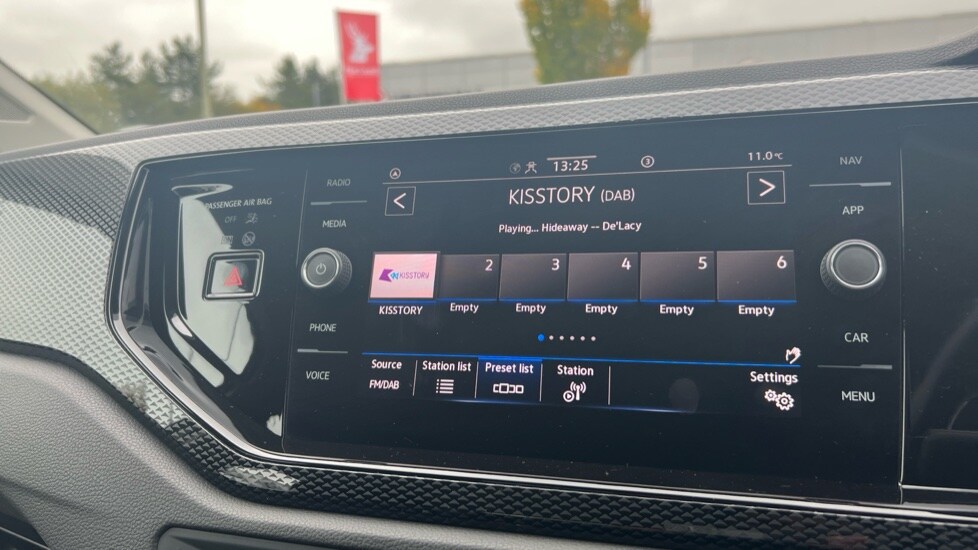 PASSENGER AIR BAG
OFF
RADIO
MEDIA
PHONE
VOICE
13:25
3
11.0°C
<
KISSTORY (DAB)
>
Playing... Hideaway -- De'Lacy
KISSTORY
2
3
4
5
6
KISSTORY
Empty
Empty
Empty
Empty
Empty
Source
FM/DAB
Station list
Preset list
Station
Settings
NAV
APP
CAR
MENU